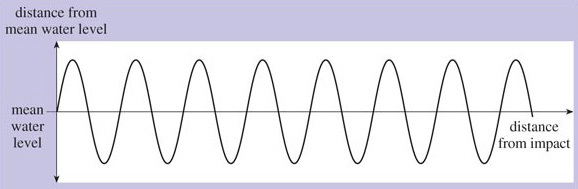 distance from
mean water level
mean
water
level
distance
from impact